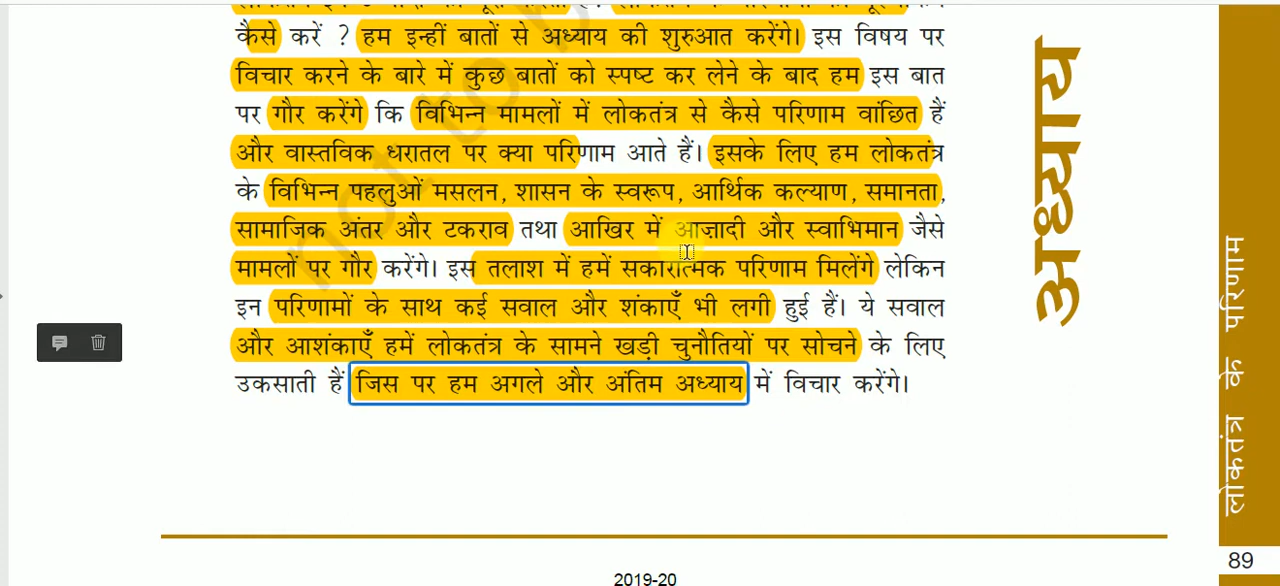 कैसे करें ? हम इन्हीं बातों से अध्याय की शुरुआत करेंगे। इस विषय पर
विचार करने के बारे में कुछ बातों को स्पष्ट कर लेने के बाद हम इस बात
पर गौर करेंगे कि विभिन्न मामलों में लोकतंत्र से कैसे परिणाम वांछित हैं
और वास्तविक धरातल पर क्या परिणाम आते हैं। इसके लिए हम लोकतंत्र
के विभिन्न पहलुओं मसलन, शासन के स्वरूप, आर्थिक कल्याण, समानता,
सामाजिक अंतर और टकराव तथा आखिर में आज़ादी और स्वाभिमान जैसे
मामलों पर गौर करेंगे। इस तलाश में हमें सकारात्मक परिणाम मिलेंगे लेकिन
इन परिणामों के साथ कई सवाल और शंकाएँ भी लगी हुई हैं। ये सवाल
और आशंकाएँ हमें लोकतंत्र के सामने खड़ी चुनौतियों पर सोचने के लिए
उकसाती हैं जिस पर हम अगले और अंतिम अध्याय में विचार करेंगे।
अध्याय
लोकतंत्र के परिणाम
89
2019-20